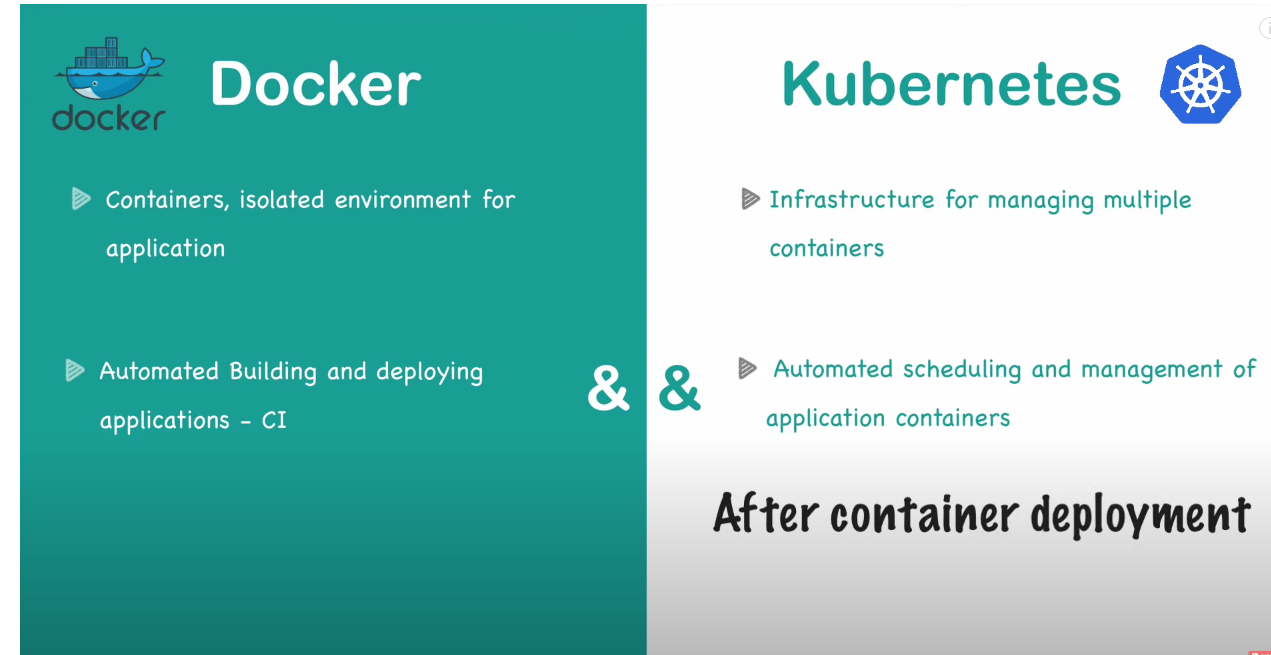 docker
Docker
Containers, isolated environment for
application
Automated Building and deploying
applications - CI
&
Kubernetes
Infrastructure for managing multiple
containers
&
Automated scheduling and management of
application containers
After container deployment